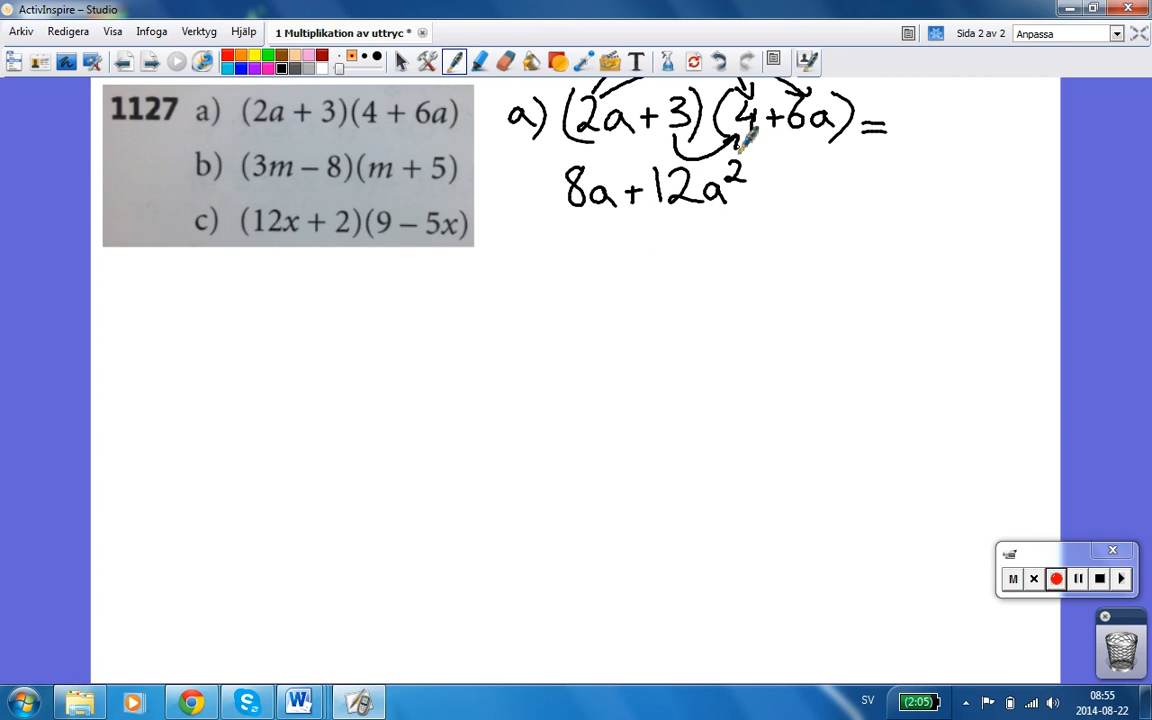 ActivInspire – Studio
Arkiv Redigera Visa Infoga Verktyg Hjälp 1 Multiplikation av uttryc * Sida 2 av 2 Anpassa
T
1127 a) (2a + 3)(4 + 6a)
b) (3m – 8)(m + 5)
c) (12x + 2)(9 – 5x)
a) (2a+3)(4+6a)=
8a+12a²
M
SV (2:05) 08:55
2014-08-22